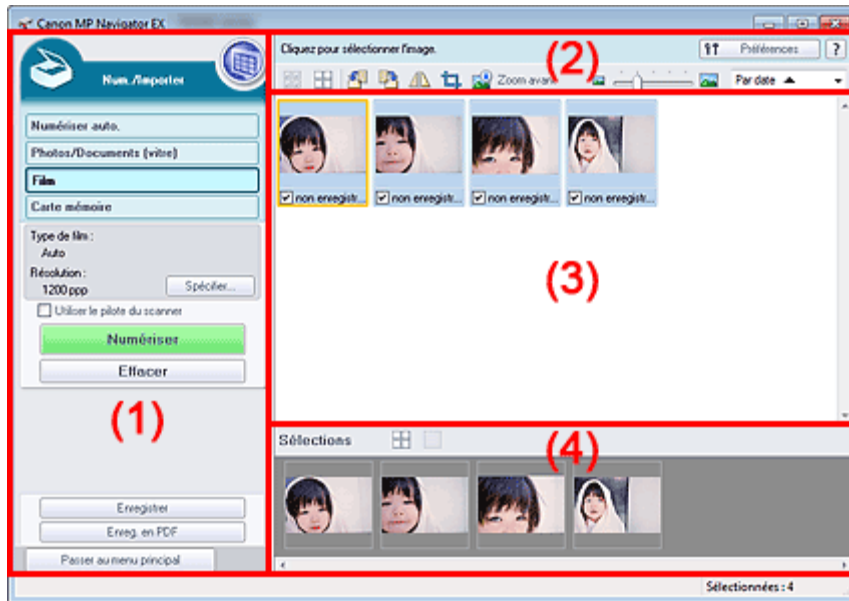 Canon MP Navigator EX
Num./Importer
Numériser auto.
Photos/Documents (vitre)
Film
Carte mémoire
Type de film :
Auto
Résolution :
1200 ppp
Spécifier...
Utiliser le pilote du scanner
Numériser
Effacer
(1)
Enregistrer
Enreg. en PDF
Passer au menu principal
Cliquez pour sélectionner l'image.
Préférences
?
(2)
Zoom avant
Par date
non enregistr...
non enregistr...
non enregistr...
non enregistr...
(3)
Sélections
(4)
Sélectionnées : 4